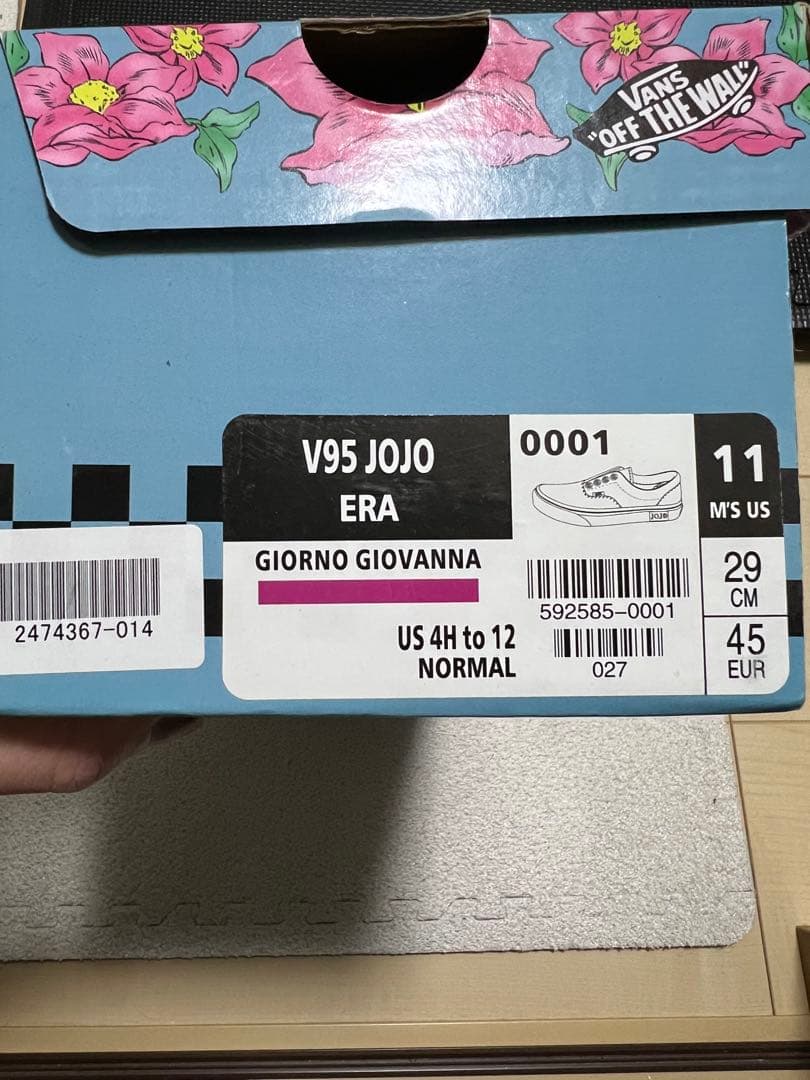 VANS
"OFF THE WALL"
V95 JOJO
ERA
0001
11
M'S US
JOJO
GIORNO GIOVANNA
29
CM
592585-0001
US 4H to 12
NORMAL
027
45
EUR
2474367-014